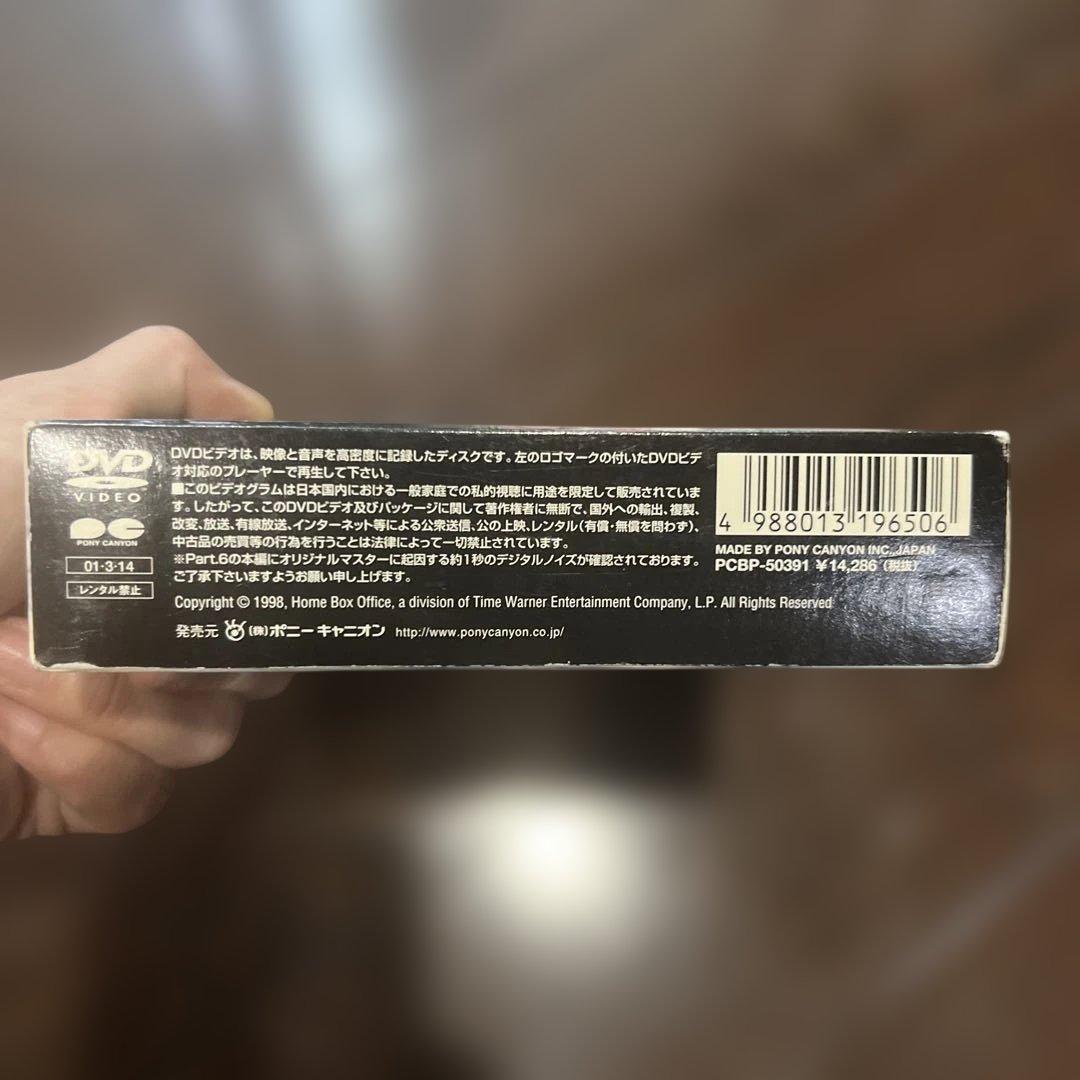 DVD
VIDEO
PONY CANYON
01・3・14
レンタル禁止
DVDビデオは、映像と音声を高密度に記録したディスクです。左のロゴマークの付いたDVDビデ
オ対応のプレーヤーで再生して下さい。
■このビデオグラムは日本国内における一般家庭での私的視聴に用途を限定して販売されていま
す。したがって、このDVDビデオ及びパッケージに関して著作権者に無断で、国外への輸出、複製、
改変、放送、有線放送、インターネット等による公衆送信、公の上映、レンタル(有償・無償を問わず)、
中古品の売買等の行為を行うことは法律によって一切禁止されています。
※Part.6の本編にオリジナルマスターに起因する約1秒のデジタルノイズが確認されております。
ご了承下さいますようお願い申し上げます。
Copyright © 1998, Home Box Office, a division of Time Warner Entertainment Company, L.P. All Rights Reserved
発売元 (株)ポニーキャニオン http://www.ponycanyon.co.jp/
4 988013 196506
MADE BY PONY CANYON INC., JAPAN
PCBP-50391 ¥14,286 (税抜)